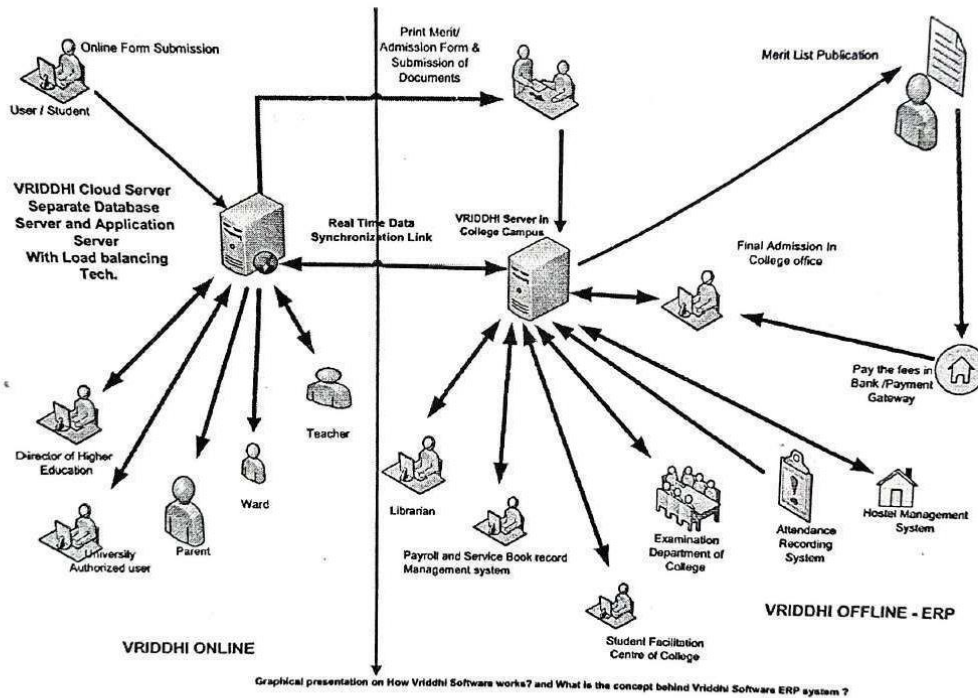 Online Form Submission
User / Student
Print Merit/
Admission Form &
Submission of
Documents
Merit List Publication
VRIDDHI Cloud Server
Separate Database
Server and Application
Server
With Load balancing
Tech.
Real Time Data
Synchronization Link
VRIDDHI Server in
College Campus
Final Admission In
College office
Pay the fees in
Bank /Payment
Gateway
Director of Higher
Education
University
Authorized user
Parent
Ward
Teacher
Librarian
Payroll and Service Book record
Management system
Student Facilitation
Centre of College
Examination
Department of
College
Attendance
Recording
System
Hostel Management
System
VRIDDHI ONLINE
VRIDDHI OFFLINE - ERP
Graphical presentation on How Vriddhi Software works? and What is the concept behind Vriddhi Software ERP system ?